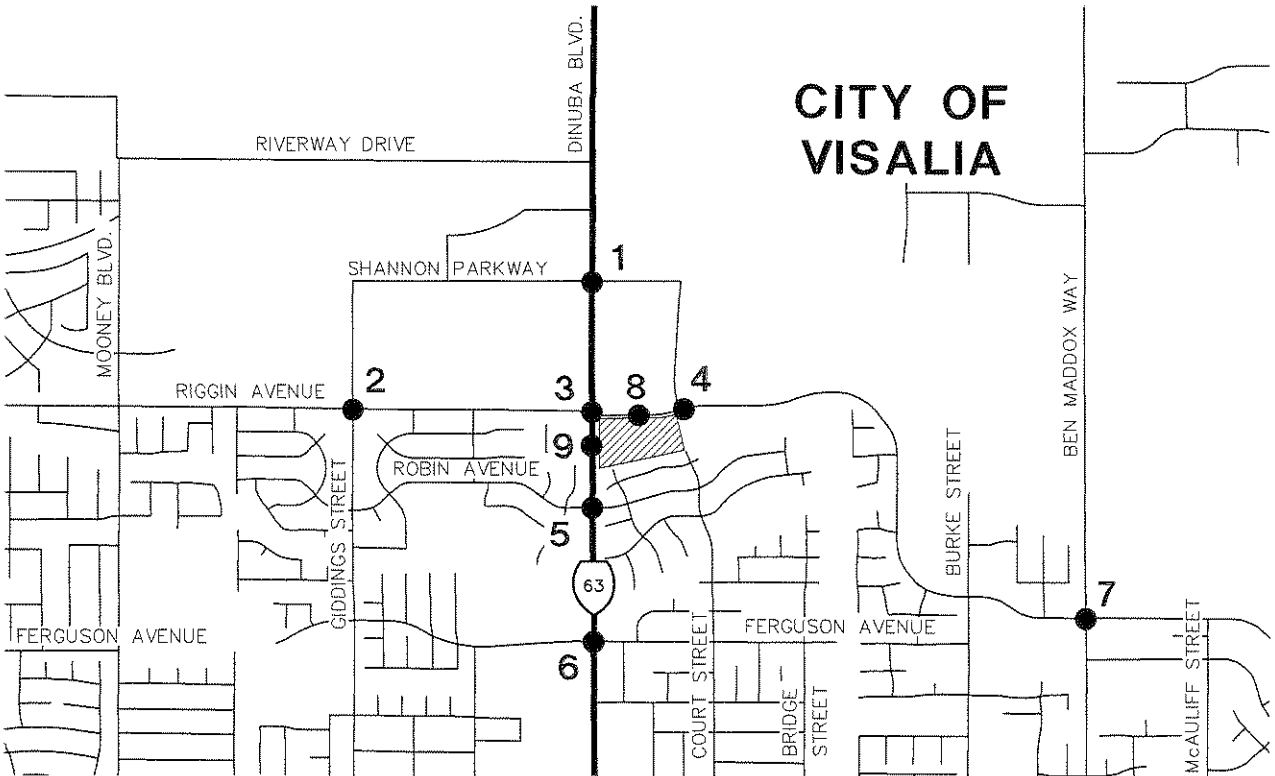 DINUBA BLVD.
CITY OF
VISALIA
RIVERWAY DRIVE
MOONEY BLVD.
SHANNON PARKWAY
1
BEN MADDOX WAY
RIGGIN AVENUE
2
3
8
4
9
ROBIN AVENUE
5
GIDDINGS STREET
BURKE STREET
63
7
FERGUSON AVENUE
FERGUSON AVENUE
6
COURT STREET
BRIDGE
STREET
McAULIFF STREET